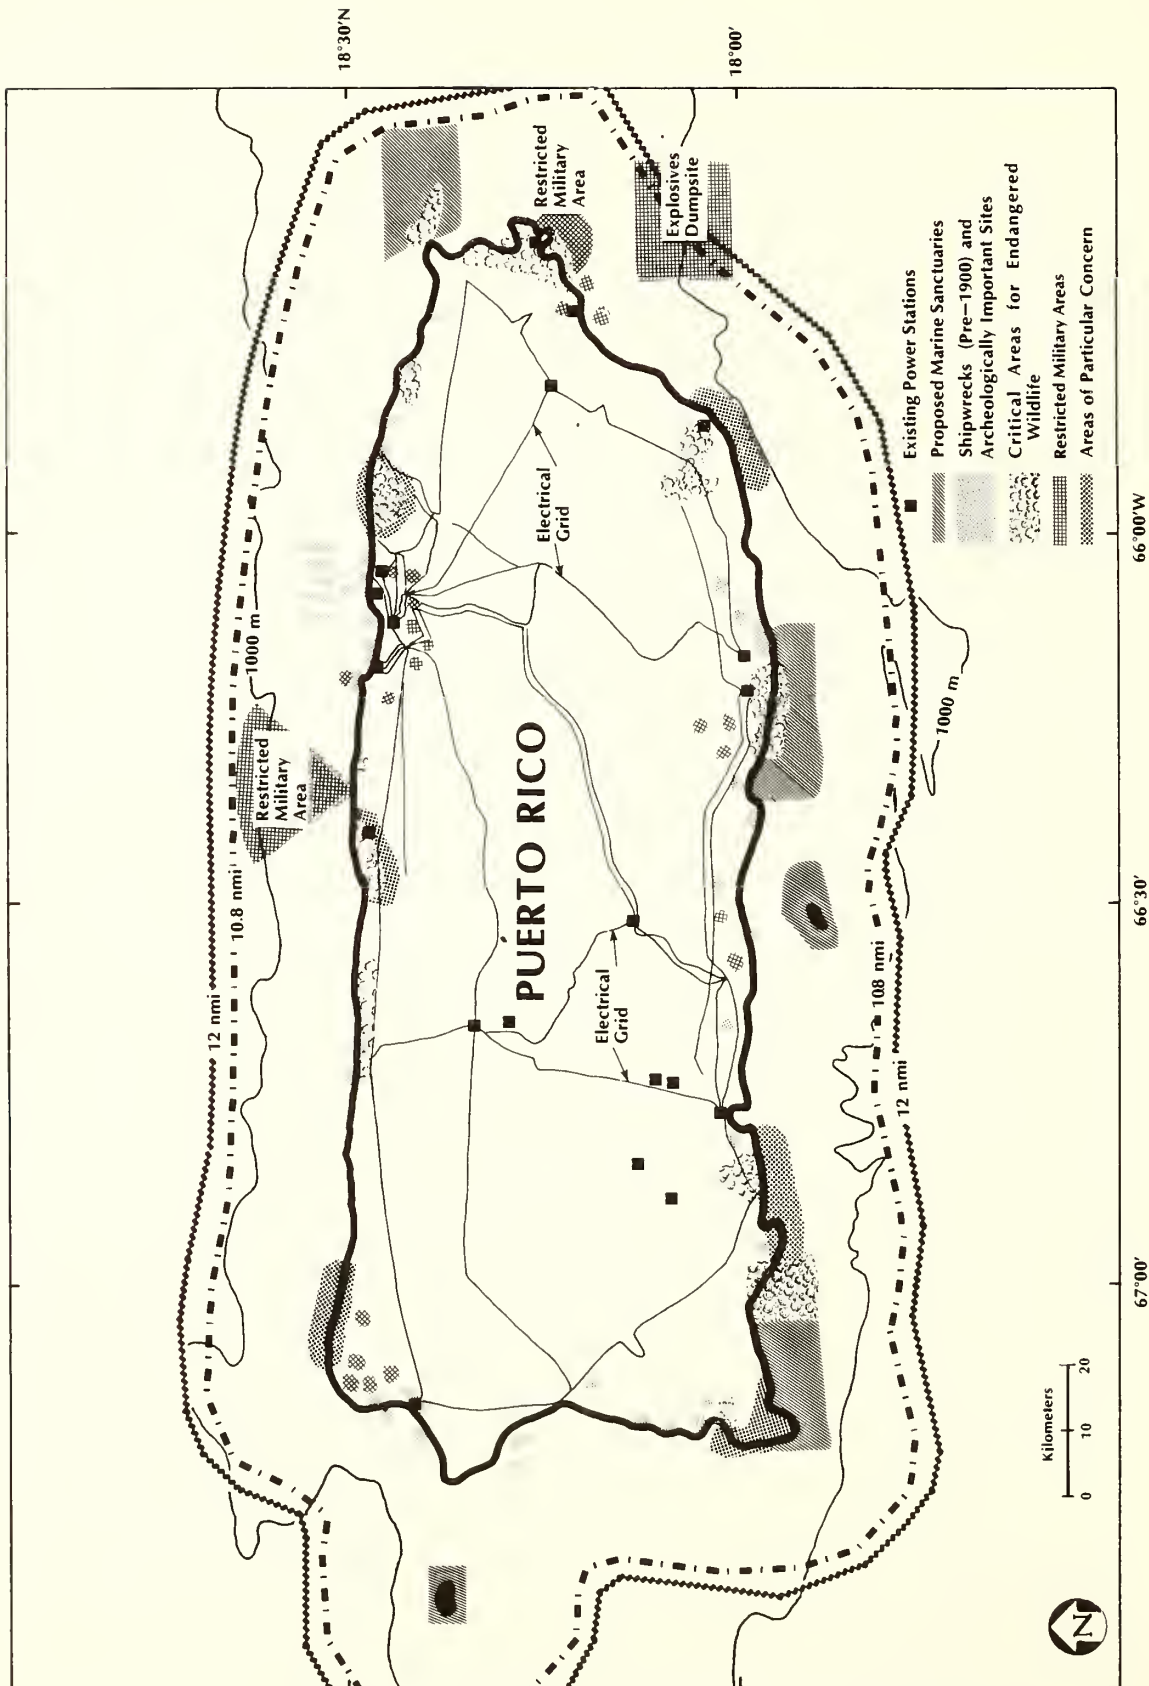 18°30'N
18°00'
12 nmi
10.8 nmi
1000 m
Restricted
Military
Area
Restricted
Military
Area
Explosives
Dumpsite
Electrical
Grid
PUERTO RICO
Electrical
Grid
1000 m
10.8 nmi
12 nmi
Existing Power Stations
Proposed Marine Sanctuaries
Shipwrecks (Pre-1900) and
Archeologically Important Sites
Critical Areas for Endangered
Wildlife
Restricted Military Areas
Areas of Particular Concern
Kilometers
0 10 20
N
67°00'
66°30'
66°00'W